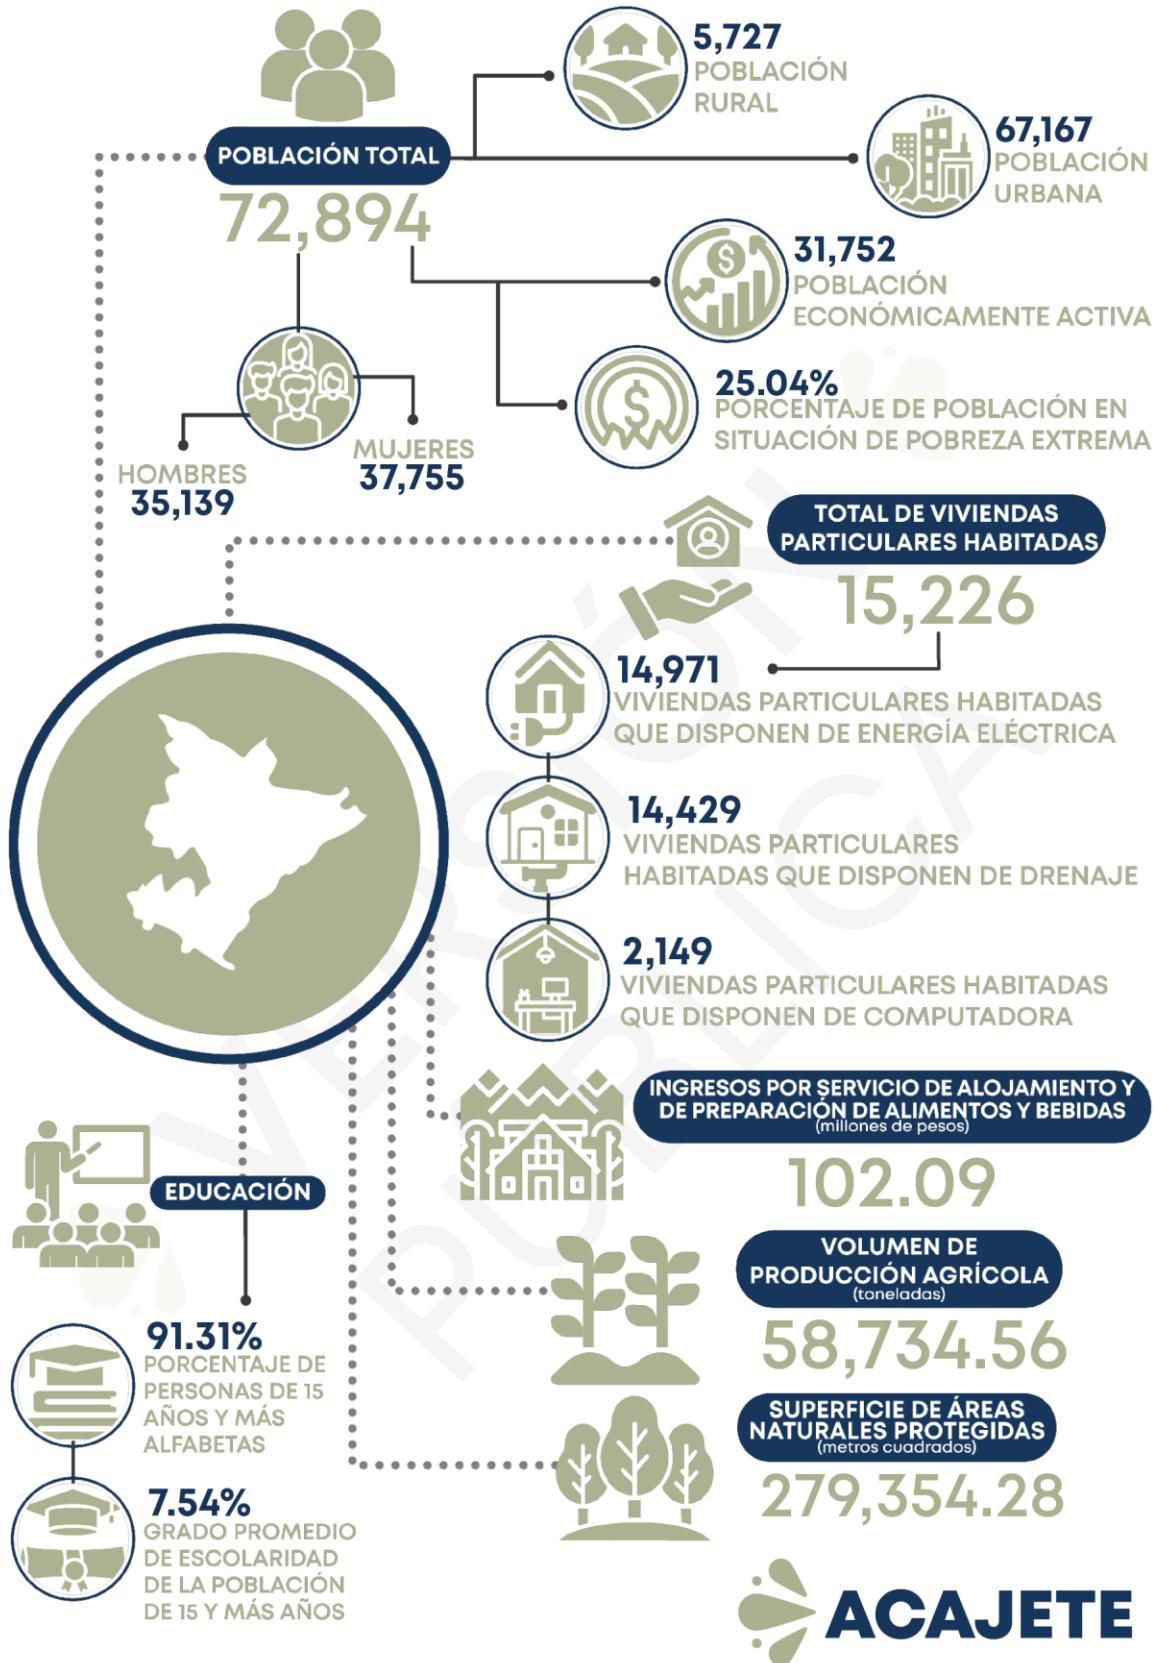 5,727
POBLACIÓN
RURAL
67,167
POBLACIÓN
URBANA
POBLACIÓN TOTAL
72,894
31,752
POBLACIÓN
ECONÓMICAMENTE ACTIVA
25.04%
PORCENTAJE DE POBLACIÓN EN
SITUACIÓN DE POBREZA EXTREMA
MUJERES
37,755
HOMBRES
35,139
TOTAL DE VIVIENDAS
PARTICULARES HABITADAS
15,226
14,971
VIVIENDAS PARTICULARES HABITADAS
QUE DISPONEN DE ENERGÍA ELÉCTRICA
14,429
VIVIENDAS PARTICULARES
HABITADAS QUE DISPONEN DE DRENAJE
2,149
VIVIENDAS PARTICULARES HABITADAS
QUE DISPONEN DE COMPUTADORA
INGRESOS POR SERVICIO DE ALOJAMIENTO Y
DE PREPARACIÓN DE ALIMENTOS Y BEBIDAS
(millones de pesos)
102.09
VOLUMEN DE
PRODUCCIÓN AGRÍCOLA
(toneladas)
58,734.56
SUPERFICIE DE ÁREAS
NATURALES PROTEGIDAS
(metros cuadrados)
279,354.28
EDUCACIÓN
91.31%
PORCENTAJE DE
PERSONAS DE 15
AÑOS Y MÁS
ALFABETAS
7.54%
GRADO PROMEDIO
DE ESCOLARIDAD
DE LA POBLACIÓN
DE 15 Y MÁS AÑOS
ACAJETE
VERSIÓN
PÚBLICA